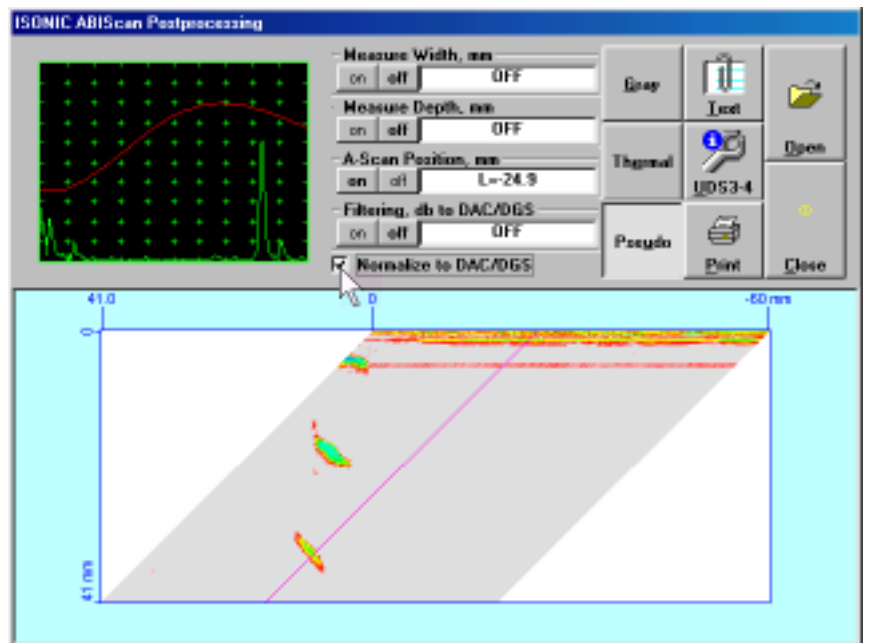 ISONIC ABIScan Postprocessing
Measure Width, mm
on off OFF
Measure Depth, mm
on off OFF
A-Scan Position, mm
on off L=-24.9
Filtering, db to DAC/DGS
on off OFF
Normalize to DAC/DGS
Gray
Thermal
Pseudo
Text
UDS3-4
Print
Open
Close
41.0 0 -60 mm
0
41 mm